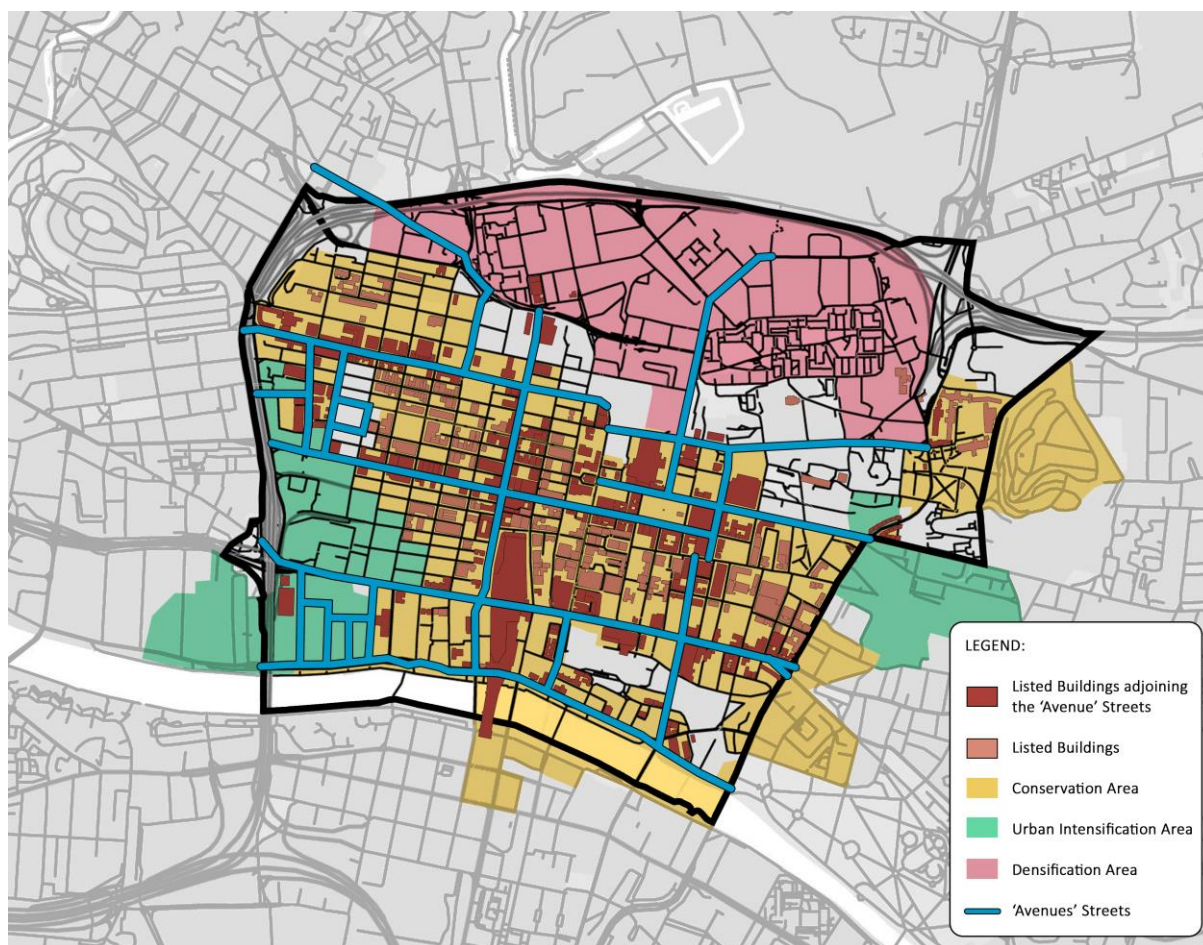 LEGEND:
Listed Buildings adjoining
the ‘Avenue’ Streets
Listed Buildings
Conservation Area
Urban Intensification Area
Densification Area
‘Avenues’ Streets